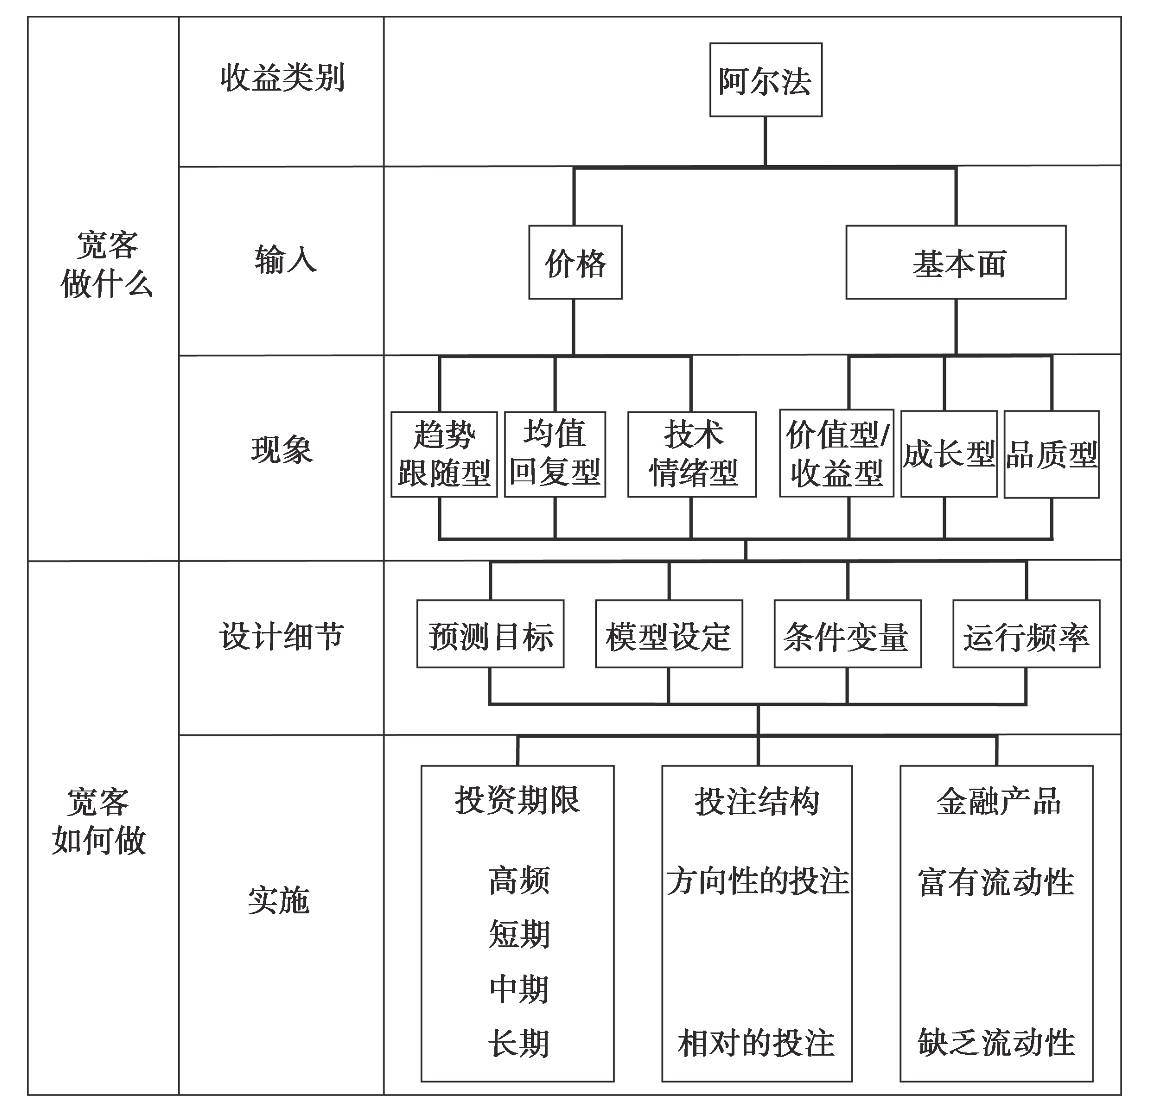 收益类别
阿尔法
宽客
做什么
输入
价格
基本面
现象
趋势
跟随型
均值
回复型
技术
情绪型
价值型/
收益型
成长型
品质型
宽客
如何做
设计细节
预测目标
模型设定
条件变量
运行频率
实施
投资期限
高频
短期
中期
长期
投注结构
方向性的投注
相对的投注
金融产品
富有流动性
缺乏流动性